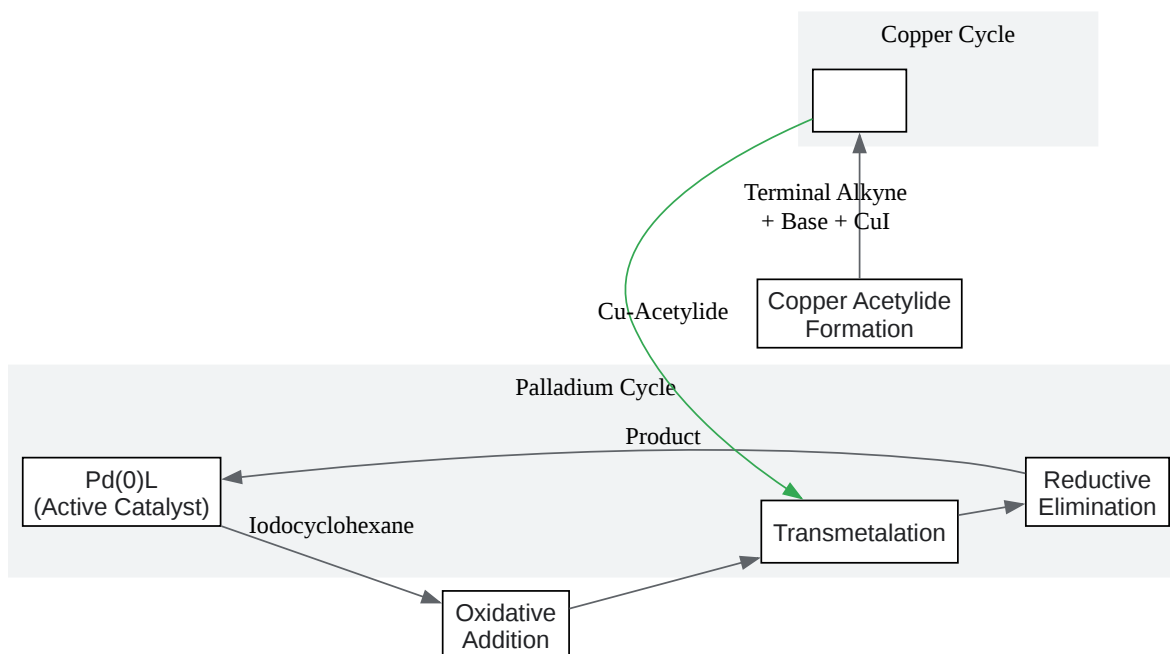 Copper Cycle
Terminal Alkyne
+ Base + CuI
Copper Acetylide
Formation
Cu-Acetylide
Palladium Cycle
Product
Pd(0)L
(Active Catalyst)
Iodocyclohexane
Reductive
Elimination
Transmetalation
Oxidative
Addition